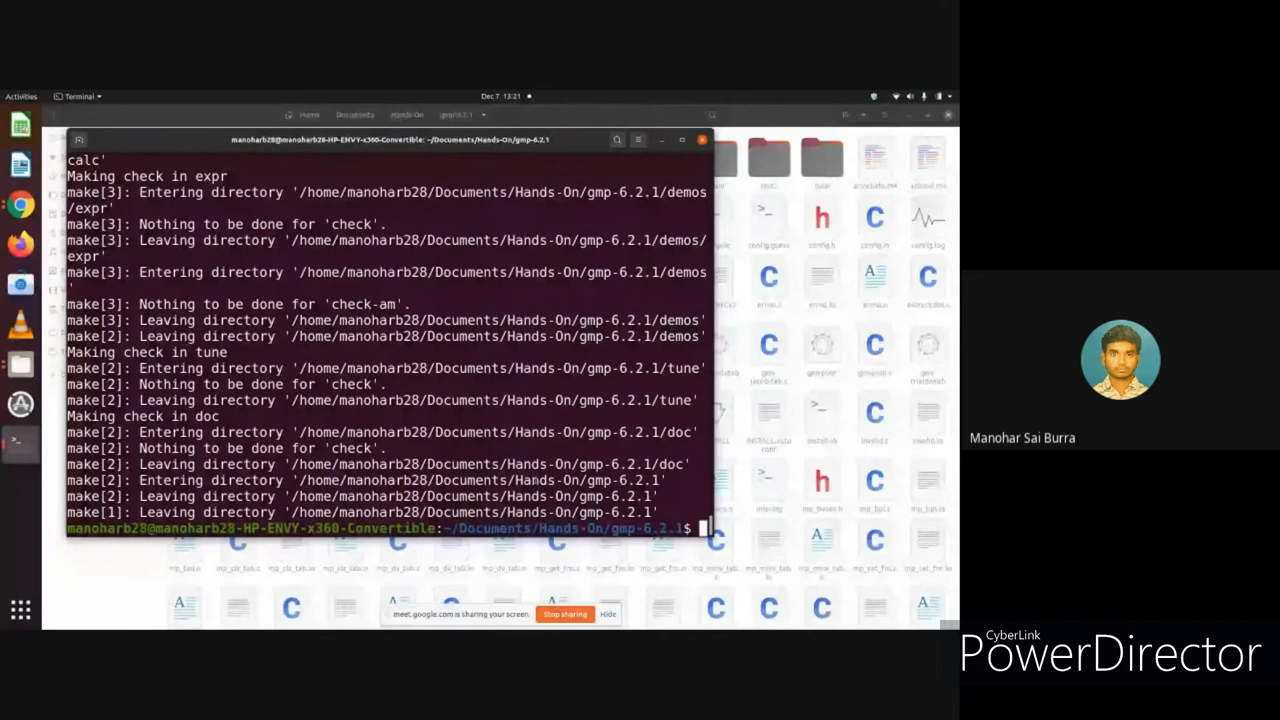 Activities
Terminal
Dec 7 13:21
Home Documents Hands-On gmp-6.2.1
manoharb28@manoharb28-HP-ENVY-x360-Convertible: ~/Documents/Hands-On/gmp-6.2.1
calc'
Making check in expr
make[3]: Entering directory '/home/manoharb28/Documents/Hands-On/gmp-6.2.1/demos
/expr'
make[3]: Nothing to be done for 'check'.
make[3]: Leaving directory '/home/manoharb28/Documents/Hands-On/gmp-6.2.1/demos/
expr'
make[3]: Entering directory '/home/manoharb28/Documents/Hands-On/gmp-6.2.1/demos
'
make[3]: Nothing to be done for 'check-am'.
make[3]: Leaving directory '/home/manoharb28/Documents/Hands-On/gmp-6.2.1/demos'
make[2]: Leaving directory '/home/manoharb28/Documents/Hands-On/gmp-6.2.1/demos'
Making check in tune
make[2]: Entering directory '/home/manoharb28/Documents/Hands-On/gmp-6.2.1/tune'
make[2]: Nothing to be done for 'check'.
make[2]: Leaving directory '/home/manoharb28/Documents/Hands-On/gmp-6.2.1/tune'
Making check in doc
make[2]: Entering directory '/home/manoharb28/Documents/Hands-On/gmp-6.2.1/doc'
make[2]: Nothing to be done for 'check'.
make[2]: Leaving directory '/home/manoharb28/Documents/Hands-On/gmp-6.2.1/doc'
make[2]: Entering directory '/home/manoharb28/Documents/Hands-On/gmp-6.2.1'
make[2]: Leaving directory '/home/manoharb28/Documents/Hands-On/gmp-6.2.1'
make[1]: Leaving directory '/home/manoharb28/Documents/Hands-On/gmp-6.2.1'
manoharb28@manoharb28-HP-ENVY-x360-Convertible:~/Documents/Hands-On/gmp-6.2.1$
config.h
config.log
meet.google.com is sharing your screen.
Stop sharing
Hide
Manohar Sai Burra
CyberLink
PowerDirector